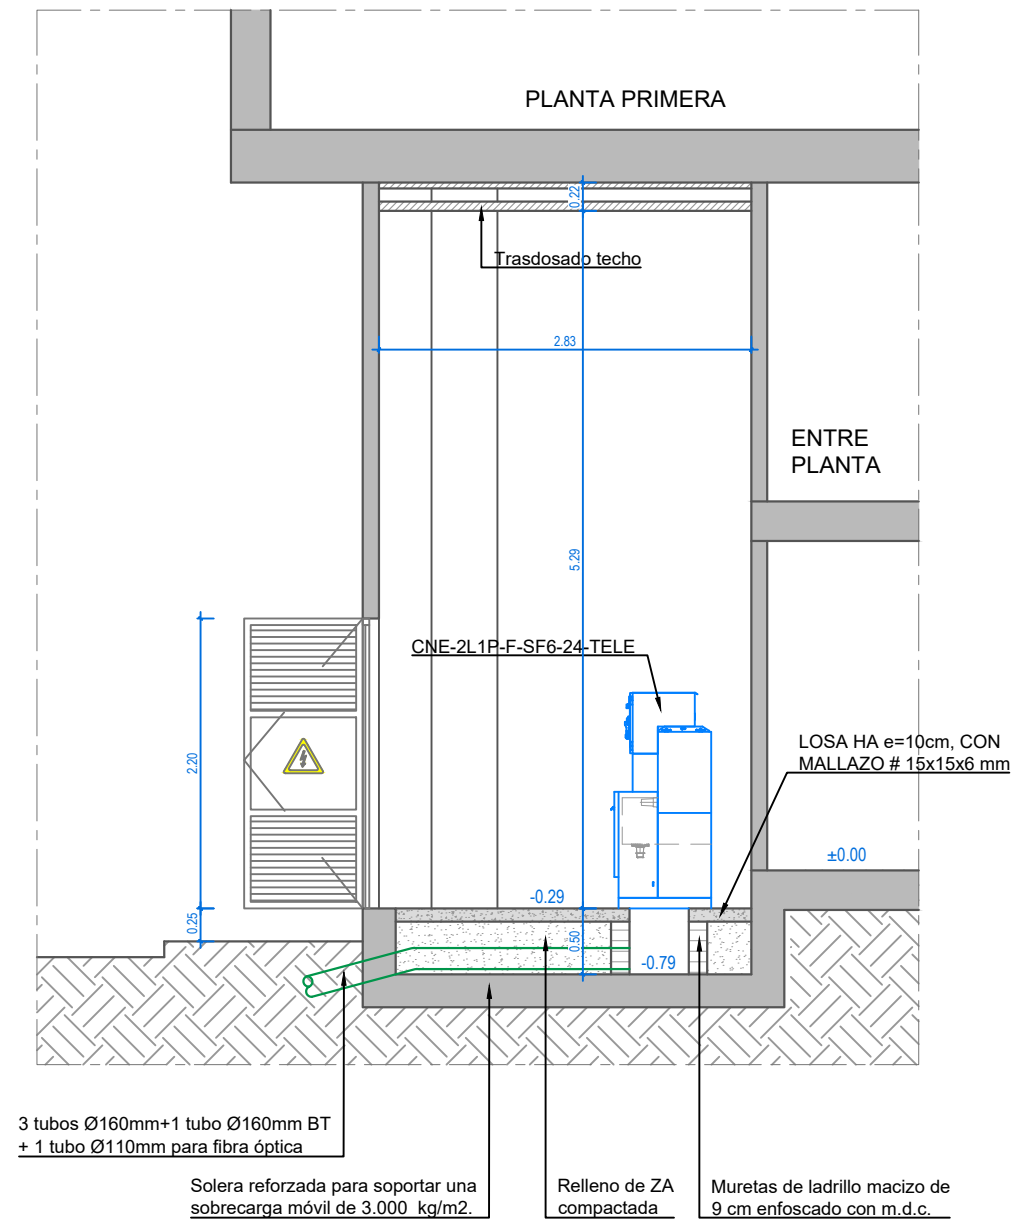 PLANTA PRIMERA
0.22
Trasdosado techo
2.83
ENTRE
PLANTA
5.29
CNE-2L1P-F-SF6-24-TELE
LOSA HA e=10cm, CON
MALLAZO # 15x15x6 mm
2.20
±0.00
-0.29
0.25
0.50
-0.79
3 tubos Ø160mm+1 tubo Ø160mm BT
+ 1 tubo Ø110mm para fibra óptica
Solera reforzada para soportar una
sobrecarga móvil de 3.000 kg/m2.
Relleno de ZA
compactada
Muretas de ladrillo macizo de
9 cm enfoscado con m.d.c.